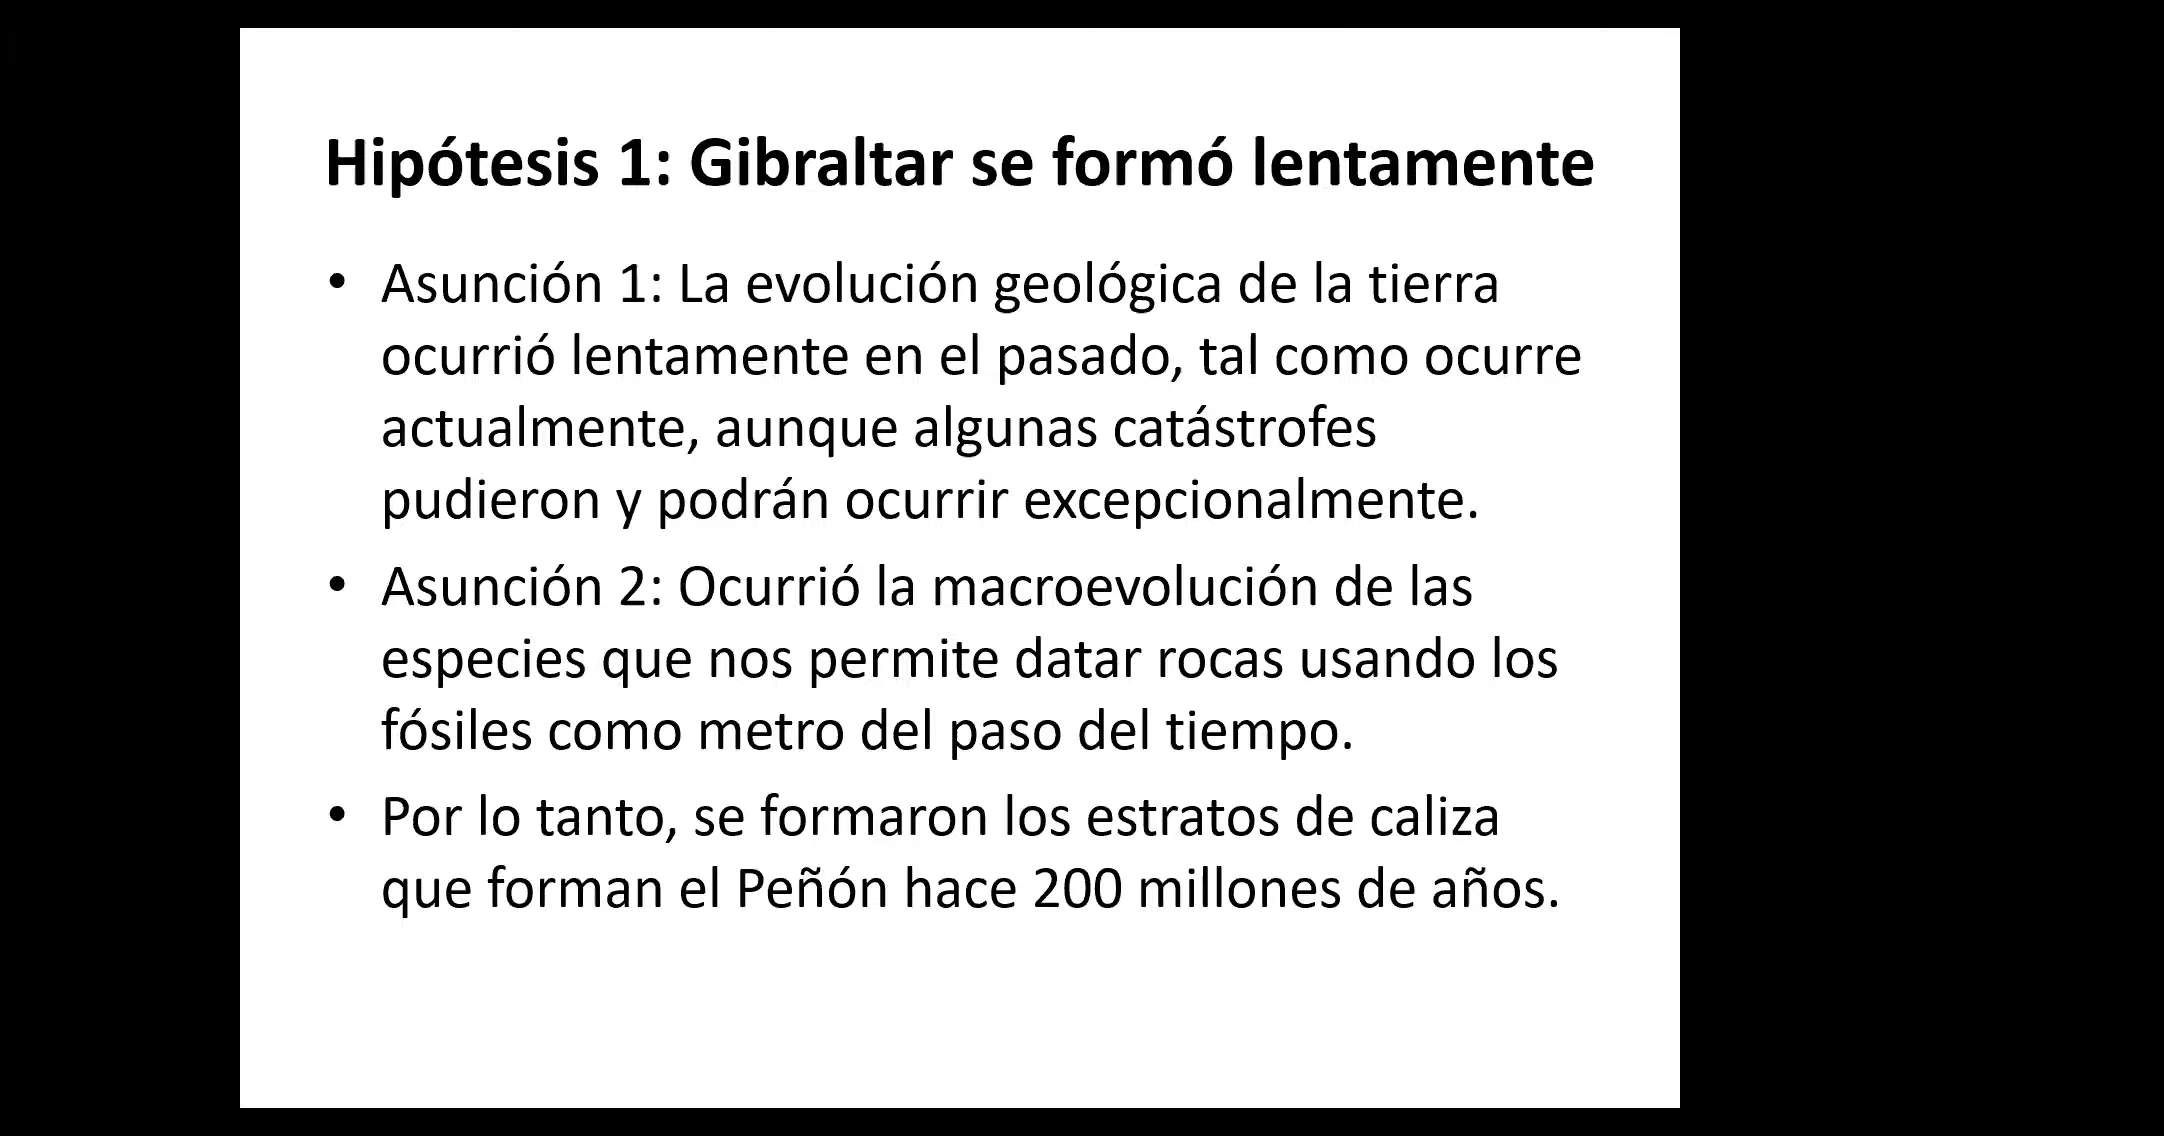 Hipótesis 1: Gibraltar se formó lentamente
• Asunción 1: La evolución geológica de la tierra
ocurrió lentamente en el pasado, tal como ocurre
actualmente, aunque algunas catástrofes
pudieron y podrán ocurrir excepcionalmente.
• Asunción 2: Ocurrió la macroevolución de las
especies que nos permite datar rocas usando los
fósiles como metro del paso del tiempo.
• Por lo tanto, se formaron los estratos de caliza
que forman el Peñón hace 200 millones de años.